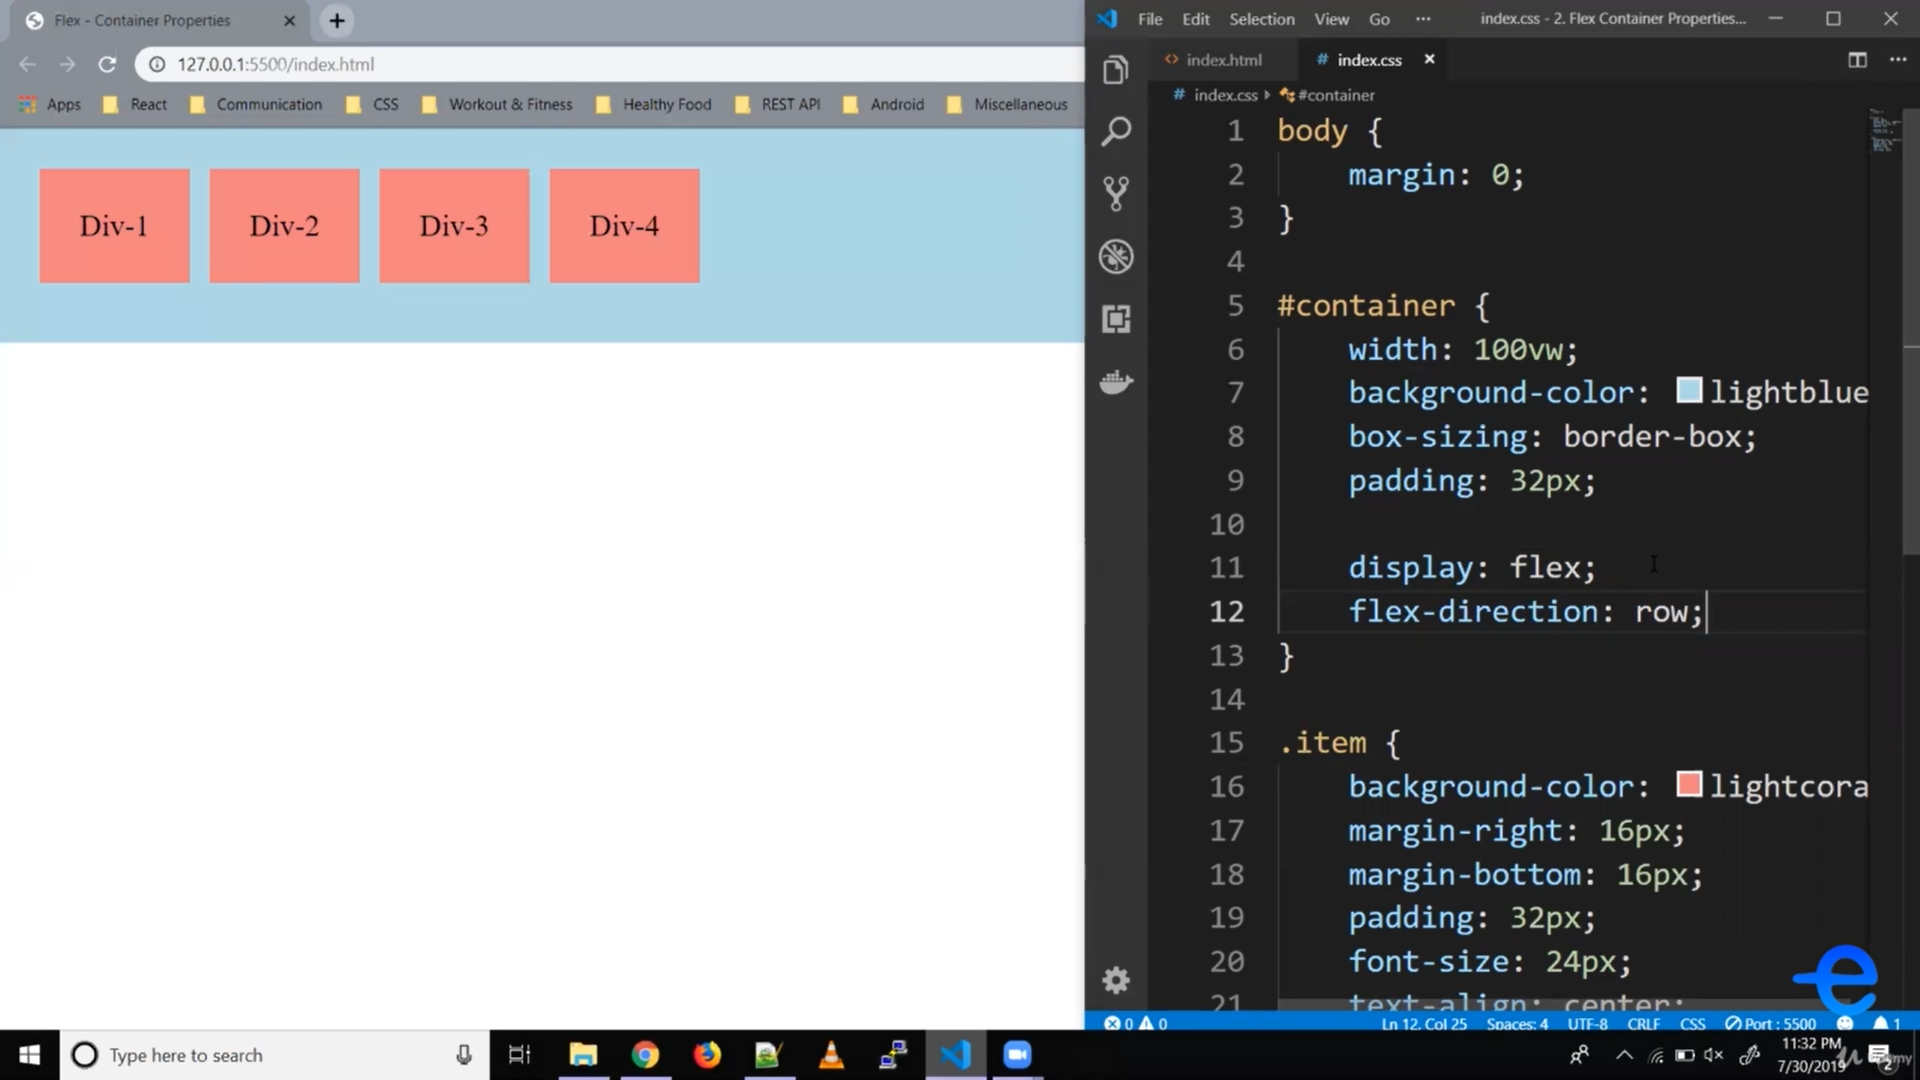 Flex - Container Properties
127.0.0.1:5500/index.html
Apps React Communication CSS Workout & Fitness Healthy Food REST API Android Miscellaneous
Div-1 Div-2 Div-3 Div-4
File Edit Selection View Go ... index.css - 2. Flex Container Properties...
index.html index.css
index.css #container
1 body {
2 margin: 0;
3 }
4
5 #container {
6 width: 100vw;
7 background-color: lightblue
8 box-sizing: border-box;
9 padding: 32px;
10
11 display: flex;
12 flex-direction: row;
13 }
14
15 .item {
16 background-color: lightcora
17 margin-right: 16px;
18 margin-bottom: 16px;
19 padding: 32px;
20 font-size: 24px;
21 text-align: center;
0 0 Ln 12, Col 25 Spaces: 4 UTF-8 CRLF CSS Port : 5500 1
Type here to search
11:32 PM
7/30/2019
2